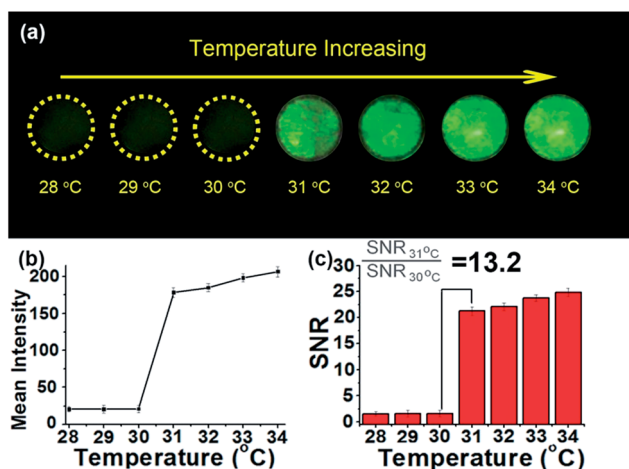 (a)
Temperature Increasing
28 °C 29 °C 30 °C 31 °C 32 °C 33 °C 34 °C
(b)
Mean Intensity
200
150
100
50
0
28 29 30 31 32 33 34
Temperature (°C)
(c)
SNR31°C
SNR30°C
=13.2
SNR
30
25
20
15
10
5
0
28 29 30 31 32 33 34
Temperature (°C)